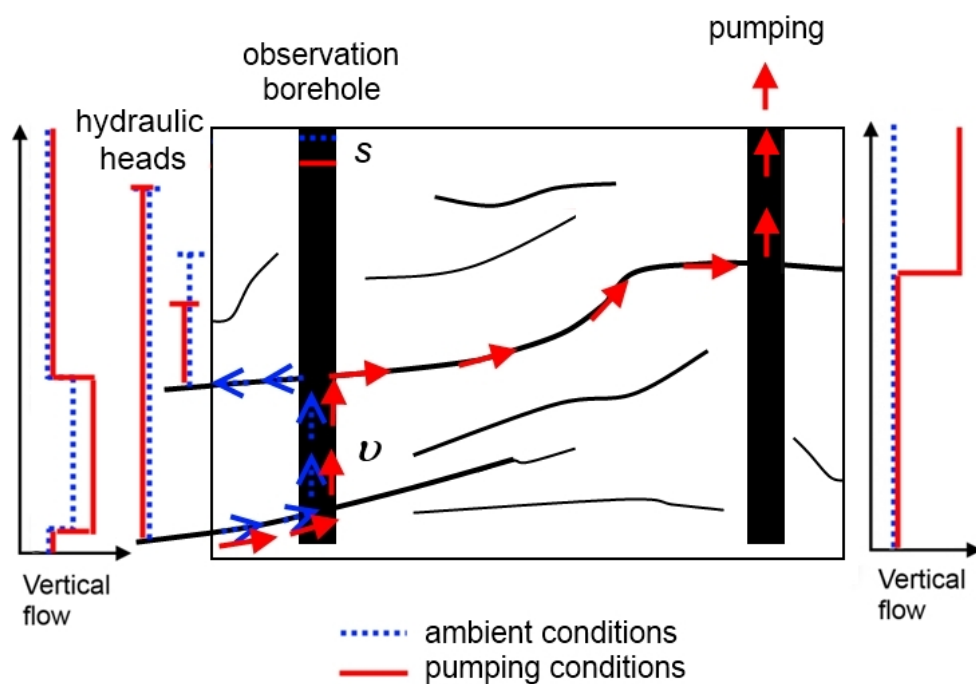 pumping
observation
borehole
hydraulic
heads
s
υ
Vertical
flow
Vertical
flow
ambient conditions
pumping conditions